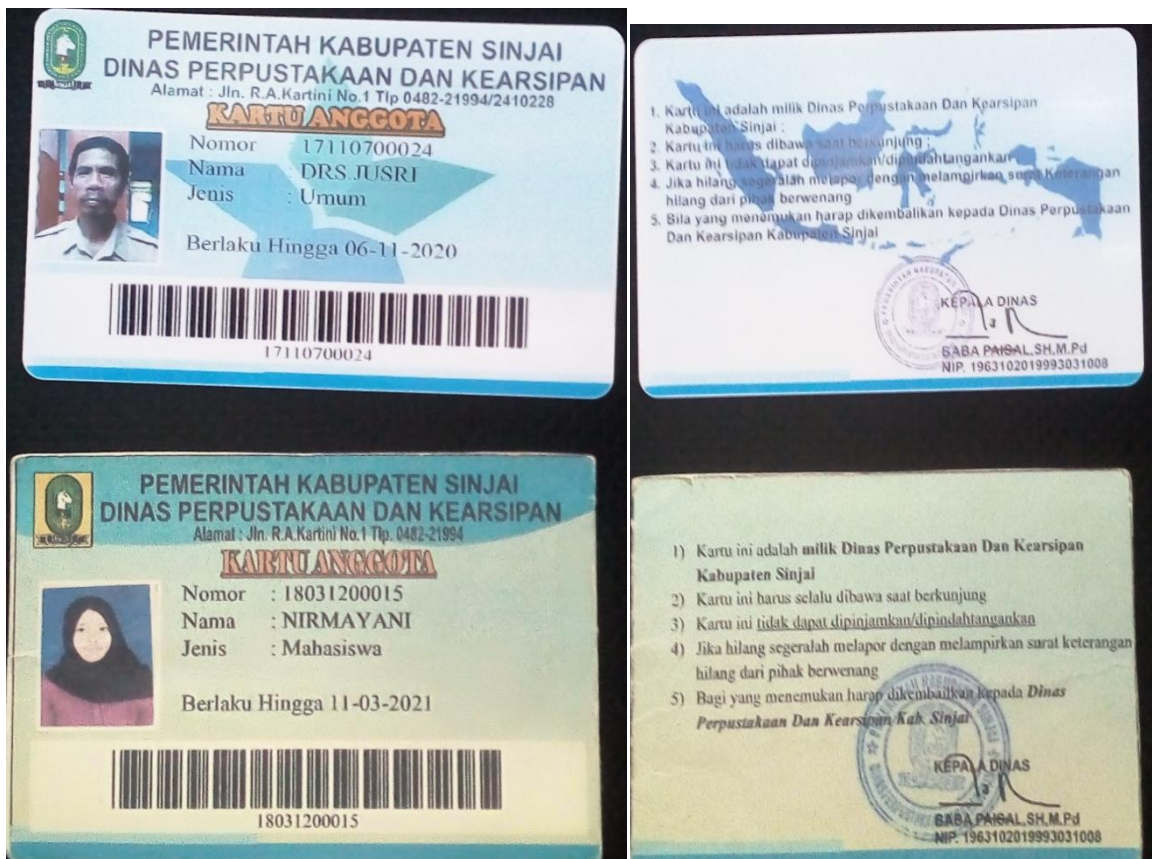 PEMERINTAH KABUPATEN SINJAI
DINAS PERPUSTAKAAN DAN KEARSIPAN
Alamat : Jln. R.A.Kartini No.1 Tlp 0482-21994/2410228
KARTU ANGGOTA
Nomor : 17110700024
Nama : DRS.JUSRI
Jenis : Umum
Berlaku Hingga 06-11-2020
17110700024
1. Kartu ini adalah milik Dinas Perpustakaan Dan Kearsipan
Kabupaten Sinjai ;
2. Kartu ini harus dibawa saat berkunjung ;
3. Kartu ini tidak dapat dipinjamkan/dipindahtangankan
4. Jika hilang segeralah melapor dengan melampirkan surat Keterangan
hilang dari pihak berwenang
5. Bila yang menemukan harap dikembalikan kepada Dinas Perpustakaan
Dan Kearsipan Kabupaten Sinjai
KEPALA DINAS
BABA PAISAL,SH,M.Pd
NIP. 1963102019993031008
PEMERINTAH KABUPATEN SINJAI
DINAS PERPUSTAKAAN DAN KEARSIPAN
Alamat : Jln. R.A.Kartini No.1 Tlp. 0482-21994
KARTU ANGGOTA
Nomor : 18031200015
Nama : NIRMAYANI
Jenis : Mahasiswa
Berlaku Hingga 11-03-2021
18031200015
1) Kartu ini adalah milik Dinas Perpustakaan Dan Kearsipan
Kabupaten Sinjai
2) Kartu ini harus selalu dibawa saat berkunjung
3) Kartu ini tidak dapat dipinjamkan/dipindahtangankan
4) Jika hilang segeralah melapor dengan melampirkan surat keterangan
hilang dari pihak berwenang
5) Bagi yang menemukan harap dikembailkan kepada Dinas
Perpustakaan Dan Kearsipan Kab. Sinjai
KEPALA DINAS
BABA PAISAL,SH,M.Pd
NIP. 1963102019993031008